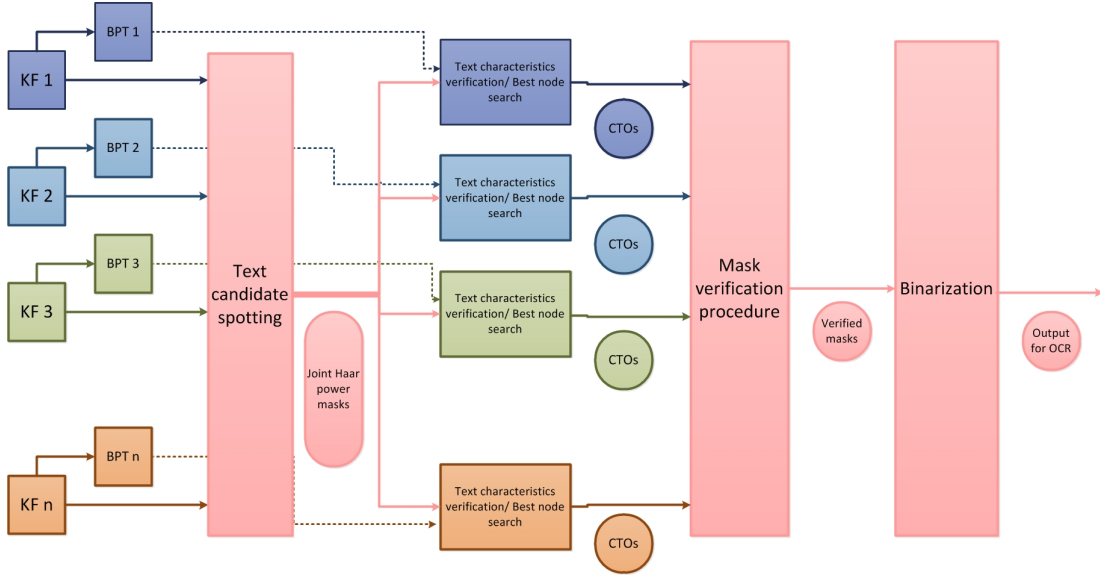 BPT 1
KF 1
Text characteristics
verification/ Best node
search
CTOs
BPT 2
KF 2
Text characteristics
verification/ Best node
search
CTOs
BPT 3
KF 3
Text
candidate
spotting
Joint Haar
power
masks
Text characteristics
verification/ Best node
search
CTOs
Mask
verification
procedure
Verified
masks
Binarization
Output
for OCR
BPT n
KF n
Text characteristics
verification/ Best node
search
CTOs